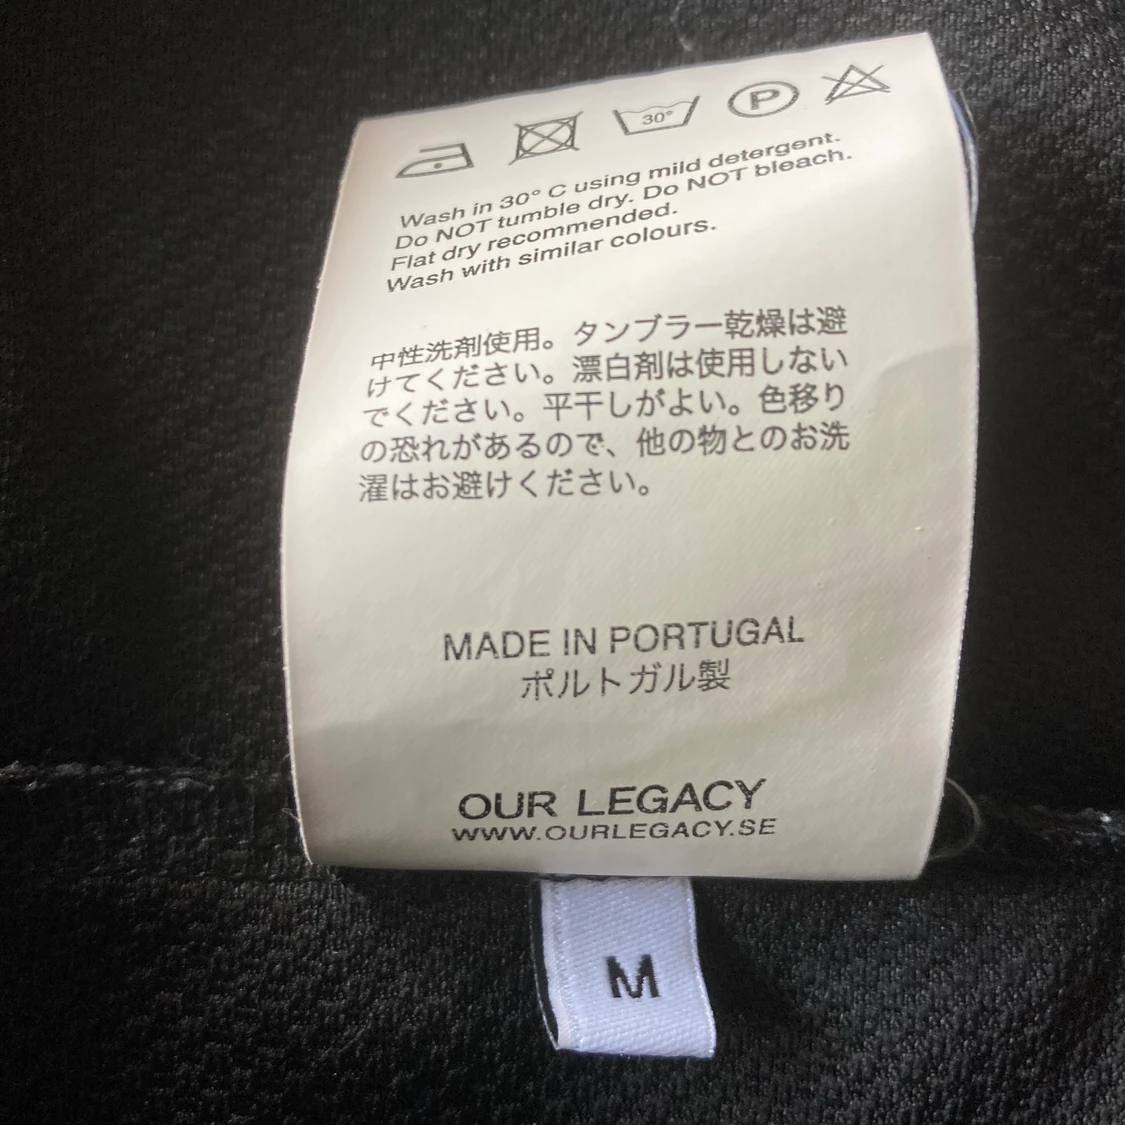 30°
P
Wash in 30° C using mild detergent.
Do NOT tumble dry. Do NOT bleach.
Flat dry recommended.
Wash with similar colours.
中性洗剤使用。タンブラー乾燥は避
けてください。漂白剤は使用しない
でください。平干しがよい。色移り
の恐れがあるので、他の物とのお洗
濯はお避けください。
MADE IN PORTUGAL
ポルトガル製
OUR LEGACY
WWW.OURLEGACY.SE
M